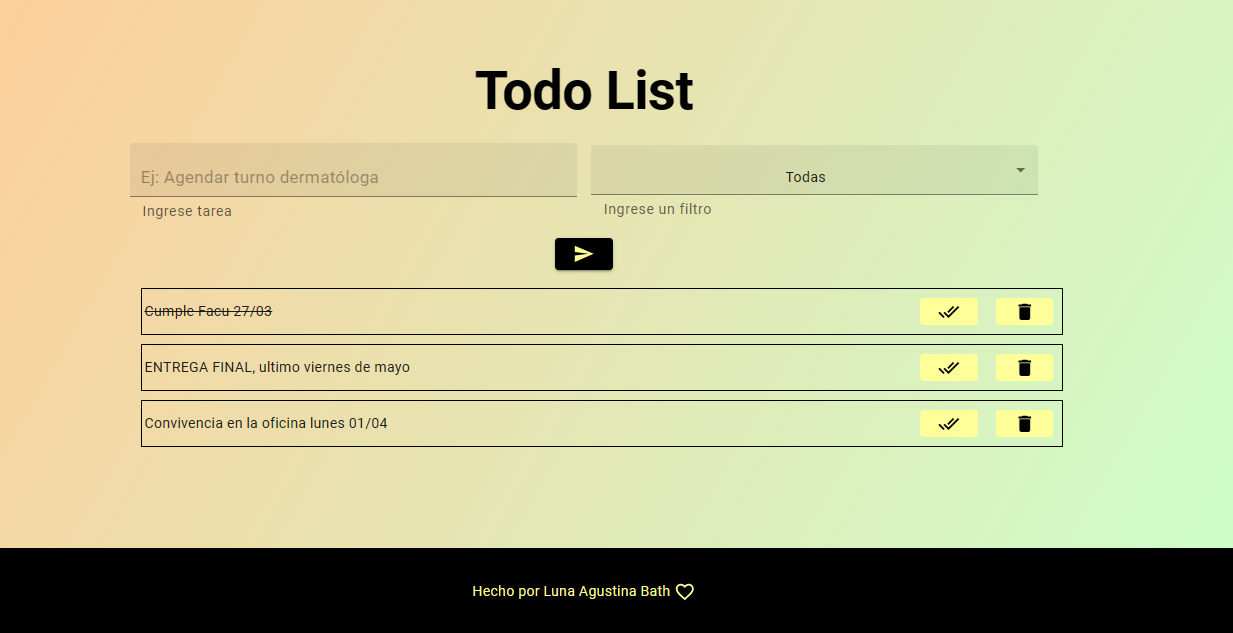 Todo List
Ej: Agendar turno dermatóloga
Todas
Ingrese tarea
Ingrese un filtro
Cumple Facu 27/03
ENTREGA FINAL, ultimo viernes de mayo
Convivencia en la oficina lunes 01/04
Hecho por Luna Agustina Bath